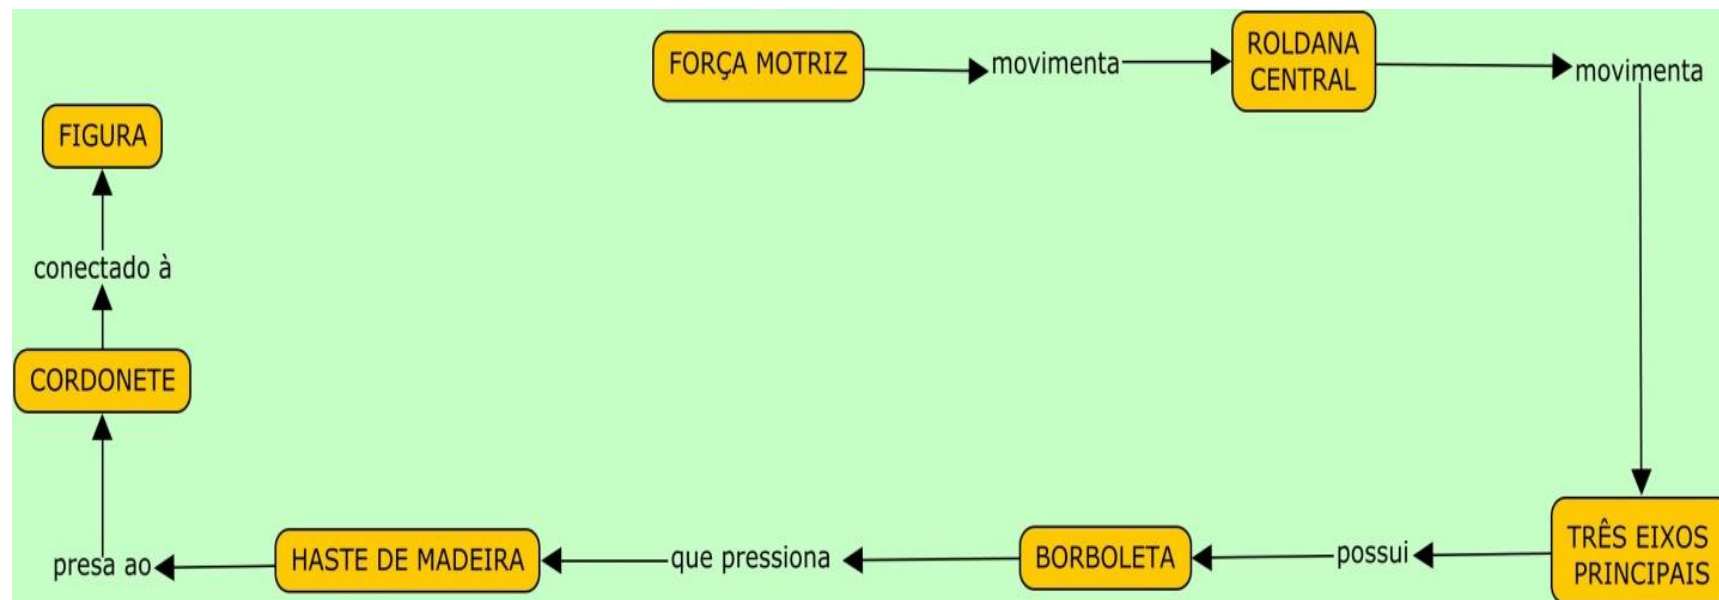 FORÇA MOTRIZ
movimenta
ROLDANA
CENTRAL
movimenta
TRÊS EIXOS
PRINCIPAIS
possui
BORBOLETA
que pressiona
HASTE DE MADEIRA
presa ao
CORDONETE
conectado à
FIGURA